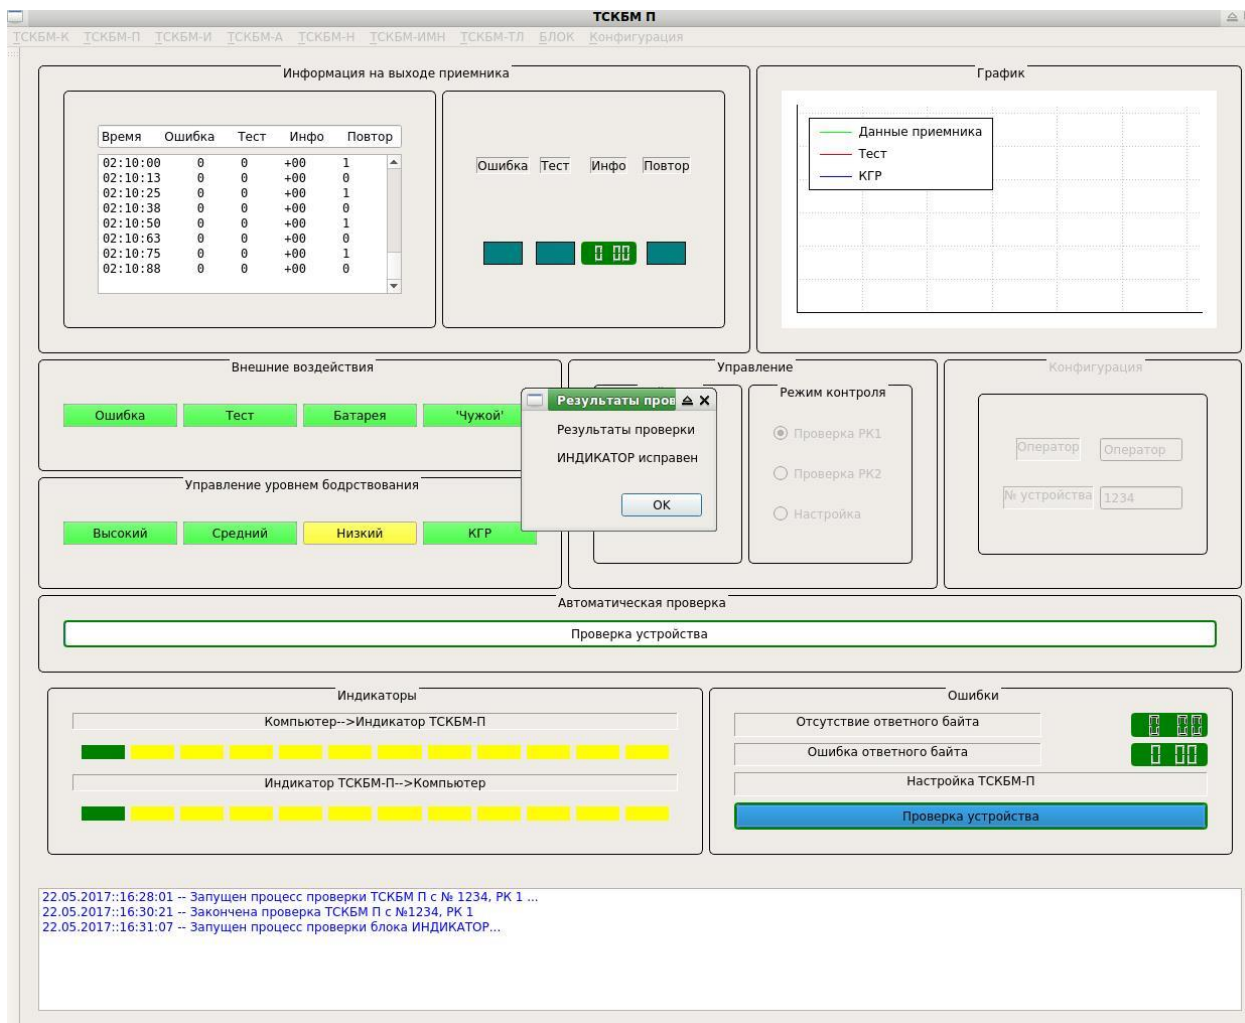 ТСКБМ П
ТСКБМ-К ТСКБМ-П ТСКБМ-И ТСКБМ-А ТСКБМ-Н ТСКБМ-ИМН ТСКБМ-ТЛ БЛОК Конфигурация
Информация на выходе приемника
Время Ошибка Тест Инфо Повтор
02:10:00 0 0 +00 1
02:10:13 0 0 +00 0
02:10:25 0 0 +00 1
02:10:38 0 0 +00 0
02:10:50 0 0 +00 1
02:10:63 0 0 +00 0
02:10:75 0 0 +00 1
02:10:88 0 0 +00 0
Ошибка Тест Инфо Повтор
0 00
График
Данные приемника
Тест
КГР
Внешние воздействия
Ошибка Тест Батарея 'Чужой'
Управление уровнем бодрствования
Высокий Средний Низкий КГР
Управление
Режим контроля
Проверка РК1
Проверка РК2
Настройка
Результаты пров
Результаты проверки
ИНДИКАТОР исправен
OK
Конфигурация
Оператор Оператор
№ устройства 1234
Автоматическая проверка
Проверка устройства
Индикаторы
Компьютер-->Индикатор ТСКБМ-П
Индикатор ТСКБМ-П-->Компьютер
Ошибки
Отсутствие ответного байта
Ошибка ответного байта 0 00
Настройка ТСКБМ-П
Проверка устройства
22.05.2017::16:28:01 -- Запущен процесс проверки ТСКБМ П с № 1234, РК 1 ...
22.05.2017::16:30:21 -- Закончена проверка ТСКБМ П с №1234, РК 1
22.05.2017::16:31:07 -- Запущен процесс проверки блока ИНДИКАТОР...